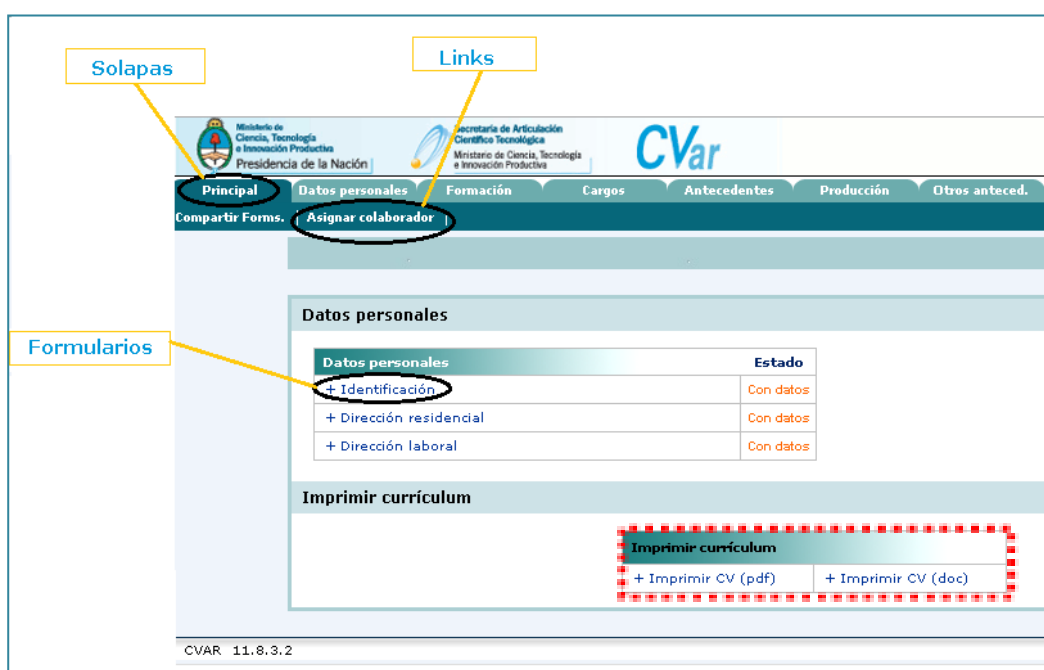 Links
Solapas
Ministerio de
Ciencia, Tecnología
e Innovación Productiva
Presidencia de la Nación
Secretaria de Articulación
Científico Tecnológica
Ministerio de Ciencia, Tecnología
e Innovación Productiva
CVar
Principal Datos personales Formación Cargos Antecedentes Producción Otros anteced.
Compartir Forms. | Asignar colaborador |
Datos personales
Formularios
Datos personales Estado
+ Identificación Con datos
+ Dirección residencial Con datos
+ Dirección laboral Con datos
Imprimir currículum
Imprimir currículum
+ Imprimir CV (pdf) + Imprimir CV (doc)
CVAR 11.8.3.2